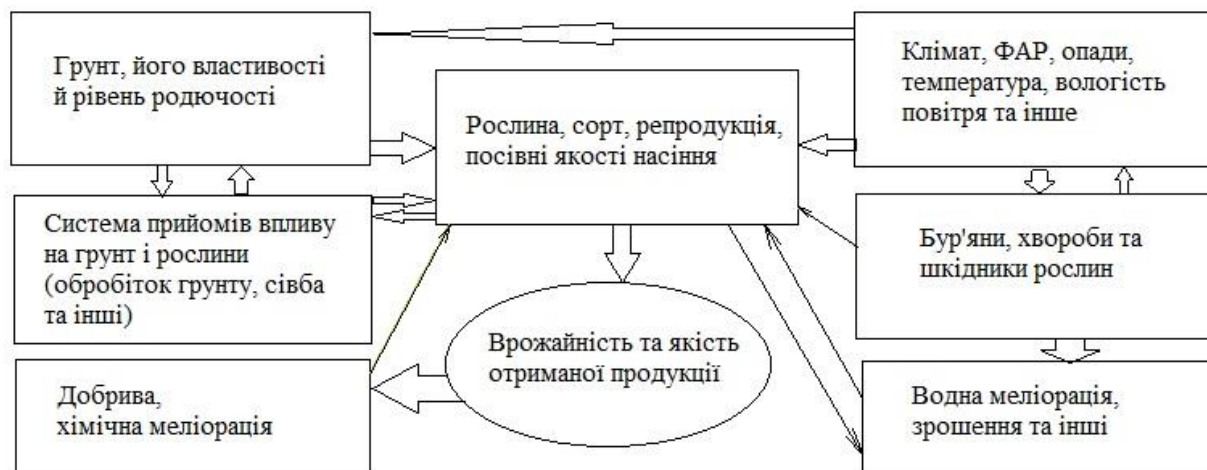 Грунт, його властивості
й рівень родючості
Клімат, ФАР, опади,
температура, вологість
повітря та інше
Рослина, сорт, репродукція,
посівні якості насіння
Система прийомів впливу
на грунт і рослини
(обробіток грунту, сівба
та інші)
Бур'яни, хвороби та
шкідники рослин
Врожайність та якість
отриманої продукції
Добрива,
хімічна меліорація
Водна меліорація,
зрошення та інші